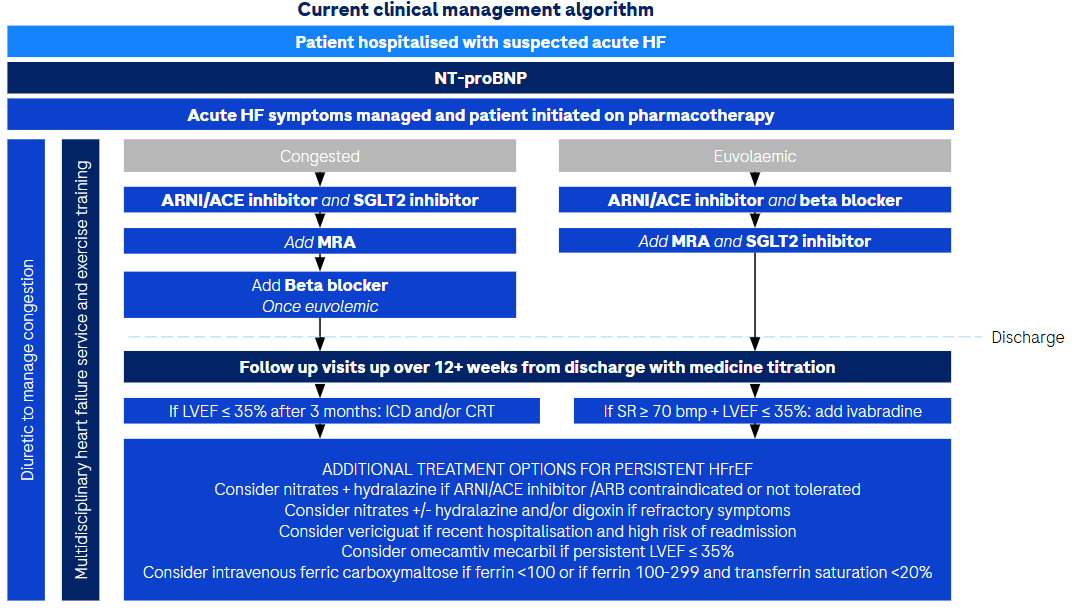 Current clinical management algorithm
Patient hospitalised with suspected acute HF
NT-proBNP
Acute HF symptoms managed and patient initiated on pharmacotherapy
Diuretic to manage congestion
Multidisciplinary heart failure service and exercise training
Congested
ARNI/ACE inhibitor and SGLT2 inhibitor
Add MRA
Add Beta blocker
Once euvolemic
Euvolaemic
ARNI/ACE inhibitor and beta blocker
Add MRA and SGLT2 inhibitor
Discharge
Follow up visits up over 12+ weeks from discharge with medicine titration
If LVEF ≤ 35% after 3 months: ICD and/or CRT
If SR ≥ 70 bmp + LVEF ≤ 35%: add ivabradine
ADDITIONAL TREATMENT OPTIONS FOR PERSISTENT HFrEF
Consider nitrates + hydralazine if ARNI/ACE inhibitor /ARB contraindicated or not tolerated
Consider nitrates +/- hydralazine and/or digoxin if refractory symptoms
Consider vericiguat if recent hospitalisation and high risk of readmission
Consider omecamtiv mecarbil if persistent LVEF ≤ 35%
Consider intravenous ferric carboxymaltose if ferrin <100 or if ferrin 100-299 and transferrin saturation <20%